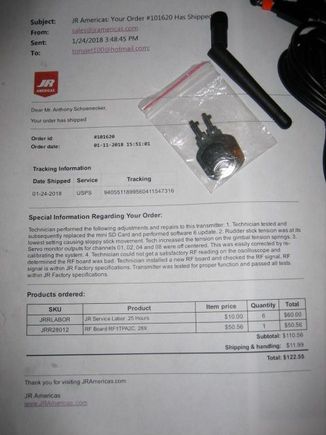 Subject: JR Americas: Your Order #101620 Has Shipped
From: sales@jramericas.com
Sent: 1/24/2018 3:48:45 PM
To: tonyjet100@hotmail.com
JR
AMERICAS
Dear Mr. Anthony Schoenecker,
Your order has shipped
Order id: #101620
Order date: 01-11-2018 15:51:01
Tracking Information
Date Shipped Service Tracking
01-24-2018 USPS 9405511899560411547316
Special Information Regarding Your Order:
Technician performed the following adjustments and repairs to this transmitter: 1. Technician tested and
subsequently replaced the mini SD Card and performed software 6 update. 2. Rudder stick tension was at its
lowest setting causing sloppy stick movement. Tech increased the tension on the gimbal tension springs. 3.
Servo monitor outputs for channels 01, 02, 04 and 08 were off centered. This was easily corrected by re-
calibrating the system. 4. Technician could not get a satisfactory RF reading on the oscilloscope and
determined the RF board was bad. Technician installed a new RF board and checked the RF signal, RF
signal is within JR Factory specifications. Transmitter was tested for proper function and passed all tests
within JR Factory specifications.
Products ordered:
SKU Product Item price Quantity Total
JRRLABOR JR Service Labor .25 Hours $10.00 6 $60.00
JRR28012 RF Board RF1TPA2C, 28X $50.56 1 $50.56
Subtotal: $110.56
Shipping & handling: $11.99
Total: $122.55
Thank you for visiting JRAmericas.com
JR Americas
www.JRAmericas.com